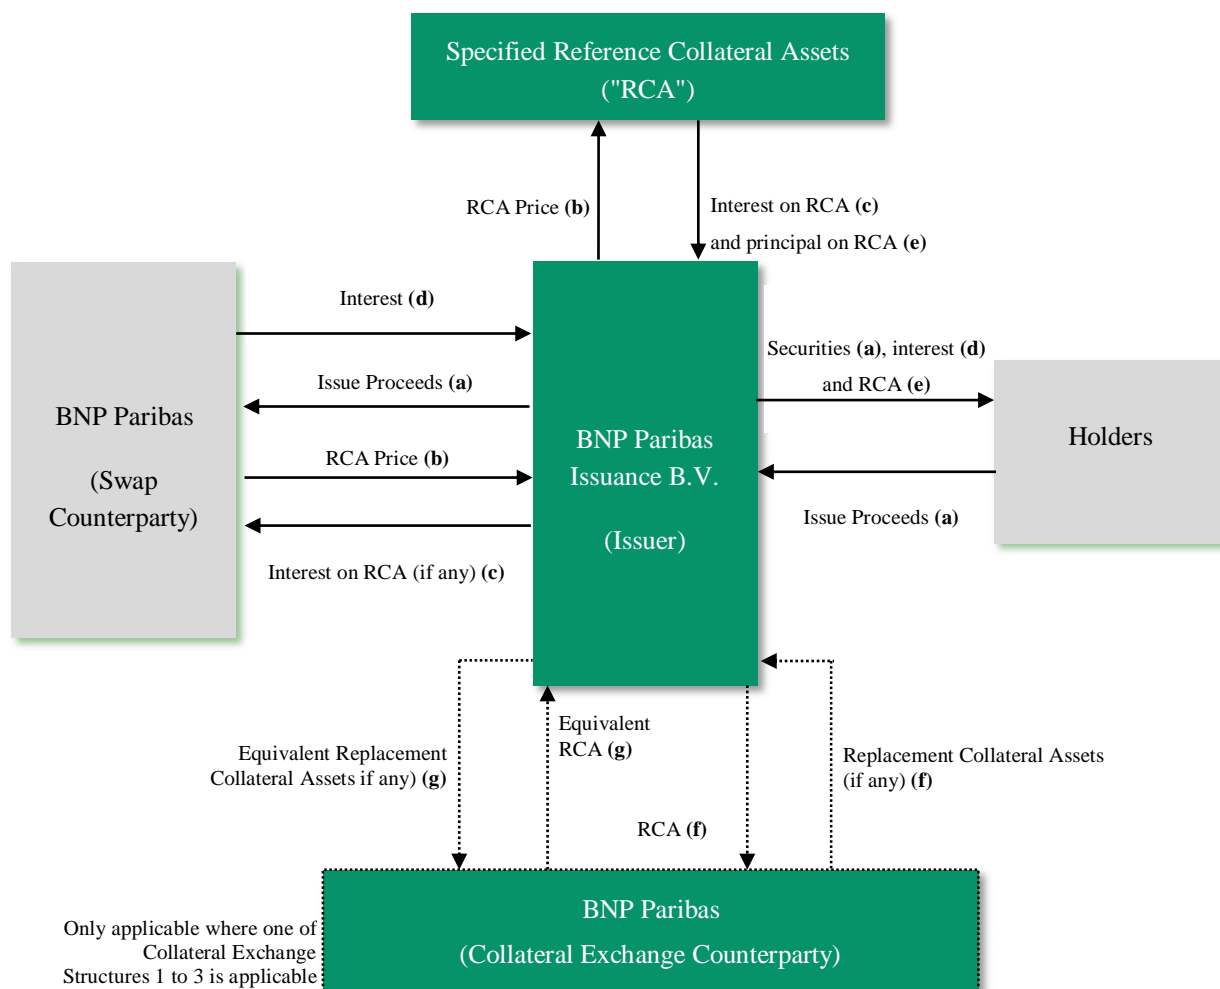 Specified Reference Collateral Assets
("RCA")
RCA Price (b)
Interest on RCA (c)
and principal on RCA (e)
BNP Paribas
(Swap
Counterparty)
Interest (d)
Issue Proceeds (a)
RCA Price (b)
Interest on RCA (if any) (c)
BNP Paribas
Issuance B.V.
(Issuer)
Securities (a), interest (d)
and RCA (e)
Issue Proceeds (a)
Holders
Equivalent Replacement
Collateral Assets if any) (g)
Equivalent
RCA (g)
RCA (f)
Replacement Collateral Assets
(if any) (f)
Only applicable where one of
Collateral Exchange
Structures 1 to 3 is applicable
BNP Paribas
(Collateral Exchange Counterparty)